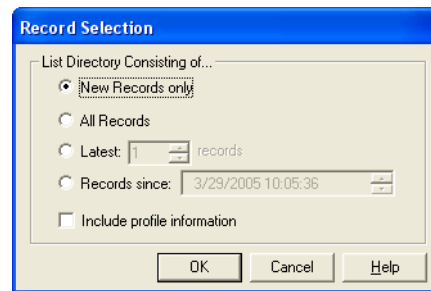 Record Selection
List Directory Consisting of...
New Records only
All Records
Latest: 1 records
Records since: 3/29/2005 10:05:36
Include profile information
OK Cancel Help